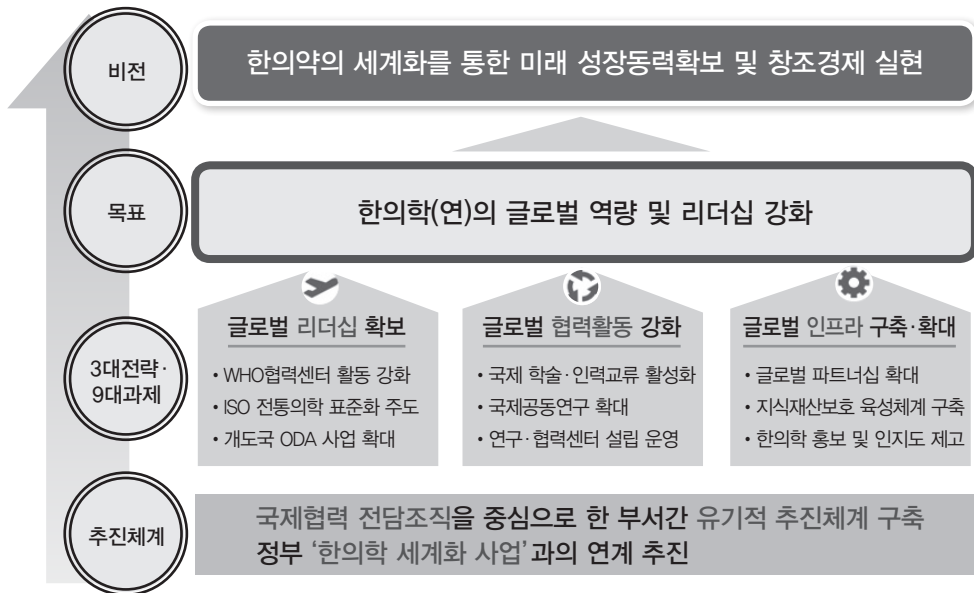 비전
한의약의 세계화를 통한 미래 성장동력확보 및 창조경제 실현
목표
한의학(연)의 글로벌 역량 및 리더십 강화
3대전략·
9대과제
글로벌 리더십 확보
• WHO협력센터 활동 강화
• ISO 전통의학 표준화 주도
• 개도국 ODA 사업 확대
글로벌 협력활동 강화
• 국제 학술·인력교류 활성화
• 국제공동연구 확대
• 연구·협력센터 설립 운영
글로벌 인프라 구축·확대
• 글로벌 파트너십 확대
• 지식재산보호 육성체계 구축
• 한의학 홍보 및 인지도 제고
추진체계
국제협력 전담조직을 중심으로 한 부서간 유기적 추진체계 구축
정부 ‘한의학 세계화 사업’과의 연계 추진